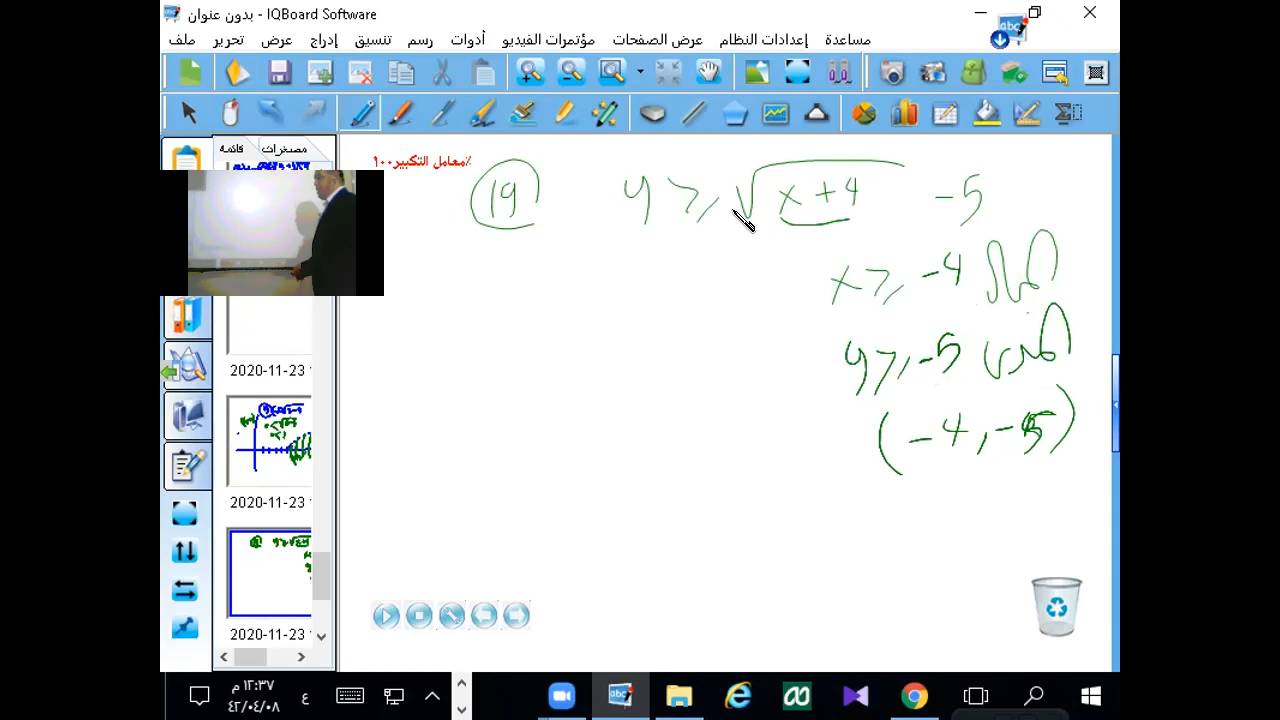 بدون عنوان - IQBoard Software
ملف تحرير عرض إدراج تنسيق رسم أدوات مؤتمرات الفيديو عرض الصفحات إعدادات النظام مساعدة
قائمة مصغرات
معامل التكبير١٠٠٪
19 y ≥ √x+4 -5
x ≥ -4 المجال
y ≥ -5 المدى
(-4, -5)
2020-11-23
2020-11-23
2020-11-23
١٢:٣٧ م
ع
٤٢/٠٤/٠٨